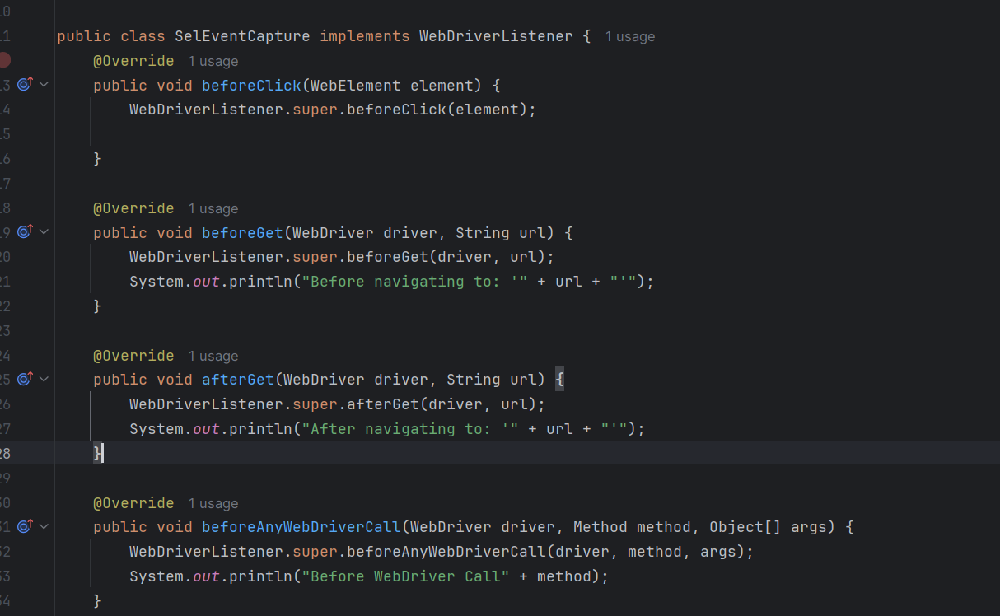 public class SelEventCapture implements WebDriverListener { 1 usage
@Override 1 usage
public void beforeClick(WebElement element) {
WebDriverListener.super.beforeClick(element);
}
@Override 1 usage
public void beforeGet(WebDriver driver, String url) {
WebDriverListener.super.beforeGet(driver, url);
System.out.println("Before navigating to: '" + url + "'");
}
@Override 1 usage
public void afterGet(WebDriver driver, String url) {
WebDriverListener.super.afterGet(driver, url);
System.out.println("After navigating to: '" + url + "'");
}
@Override 1 usage
public void beforeAnyWebDriverCall(WebDriver driver, Method method, Object[] args) {
WebDriverListener.super.beforeAnyWebDriverCall(driver, method, args);
System.out.println("Before WebDriver Call" + method);
}